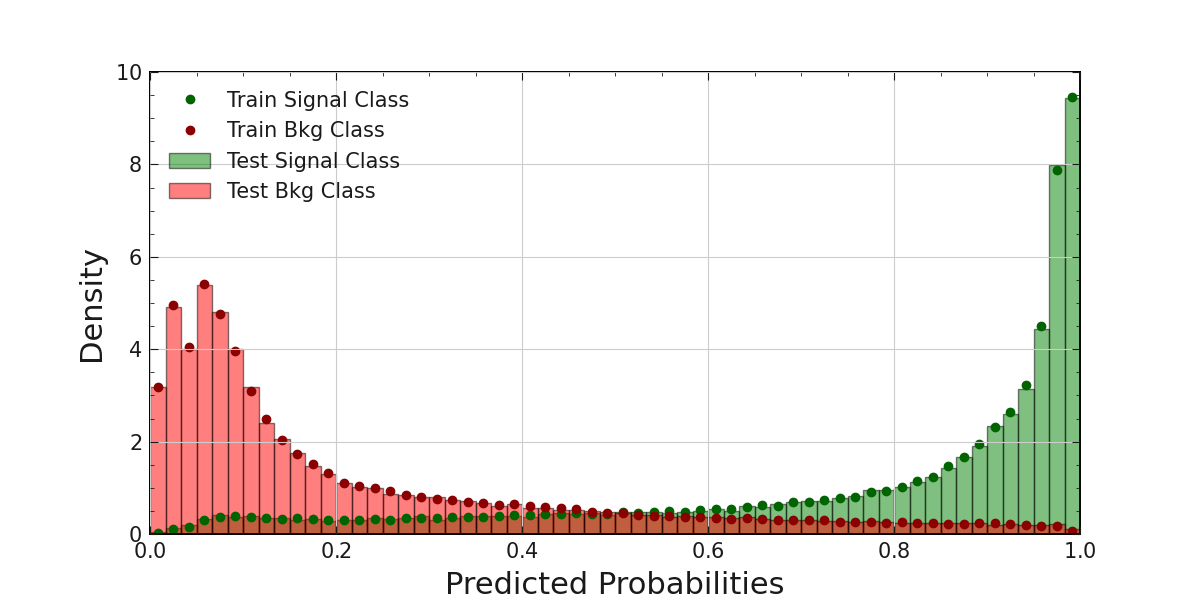 10
8
6
4
2
0
Density
Train Signal Class
Train Bkg Class
Test Signal Class
Test Bkg Class
0.0 0.2 0.4 0.6 0.8 1.0
Predicted Probabilities